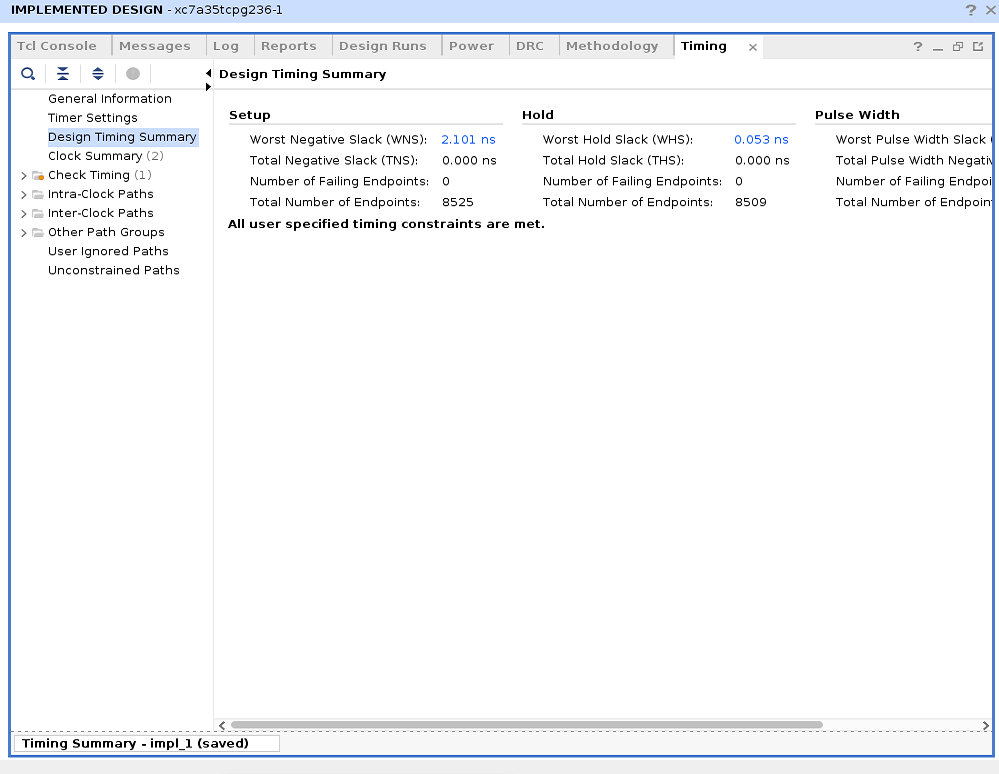 IMPLEMENTED DESIGN - xc7a35tcpg236-1
Tcl Console Messages Log Reports Design Runs Power DRC Methodology Timing
Design Timing Summary
General Information
Timer Settings
Design Timing Summary
Clock Summary (2)
Check Timing (1)
Intra-Clock Paths
Inter-Clock Paths
Other Path Groups
User Ignored Paths
Unconstrained Paths
Setup Hold Pulse Width
Worst Negative Slack (WNS): 2.101 ns Worst Hold Slack (WHS): 0.053 ns Worst Pulse Width Slack
Total Negative Slack (TNS): 0.000 ns Total Hold Slack (THS): 0.000 ns Total Pulse Width Negativ
Number of Failing Endpoints: 0 Number of Failing Endpoints: 0 Number of Failing Endpoi
Total Number of Endpoints: 8525 Total Number of Endpoints: 8509 Total Number of Endpoin
All user specified timing constraints are met.
Timing Summary - impl_1 (saved)